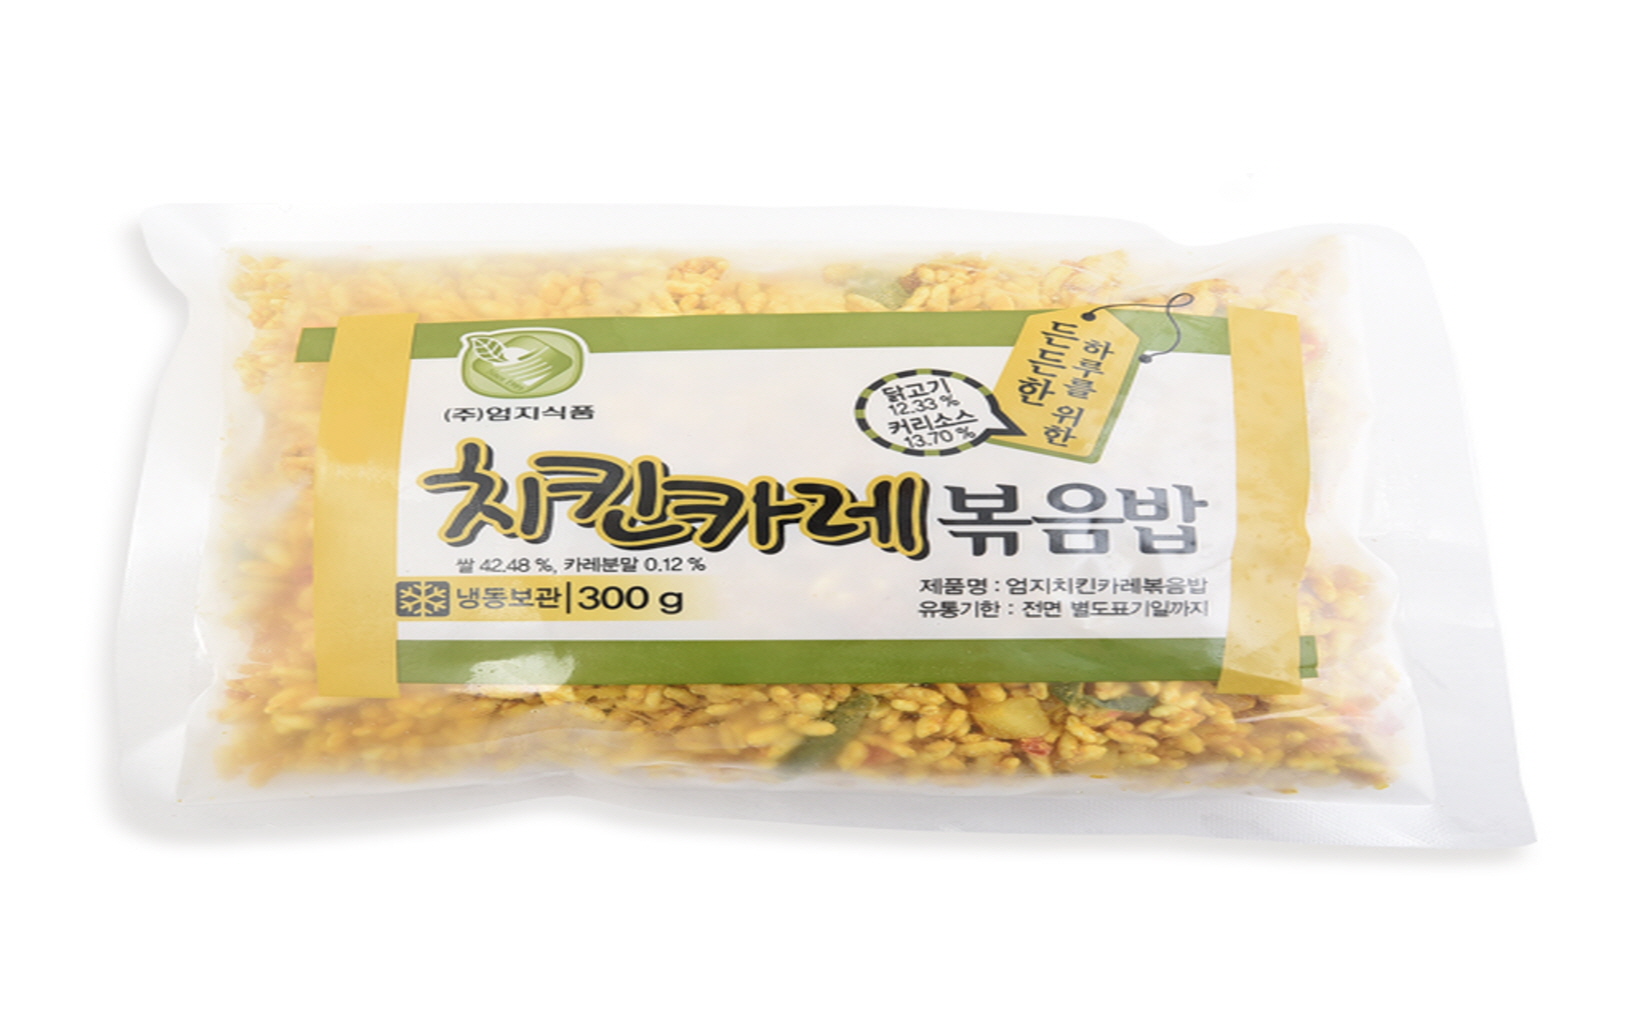 (주)엄지식품
닭고기
12.33 %
커리소스
13.70 %
하루를 위한
든든한
치킨카레 볶음밥
쌀 42.48 %, 카레분말 0.12 %
냉동보관 300 g
제품명 : 엄지치킨카레볶음밥
유통기한 : 전면 별도표기일까지